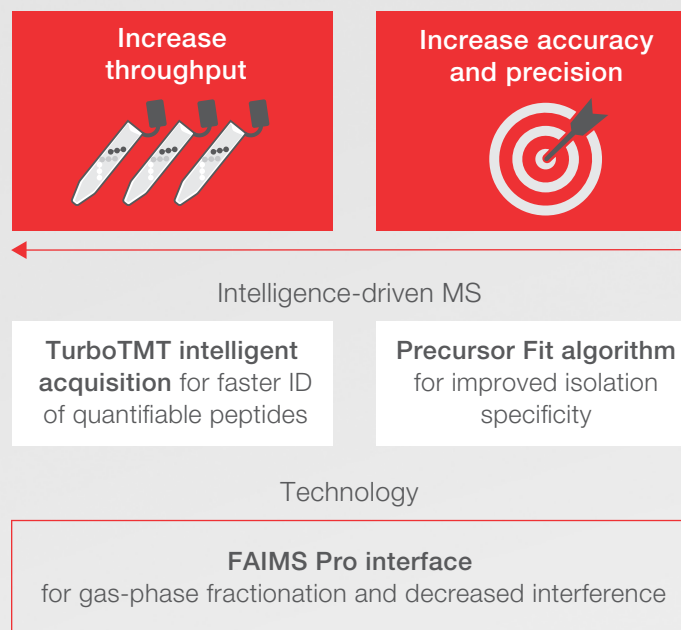 Increase
throughput
Increase accuracy
and precision
Intelligence-driven MS
TurboTMT intelligent
acquisition for faster ID
of quantifiable peptides
Precursor Fit algorithm
for improved isolation
specificity
Technology
FAIMS Pro interface
for gas-phase fractionation and decreased interference